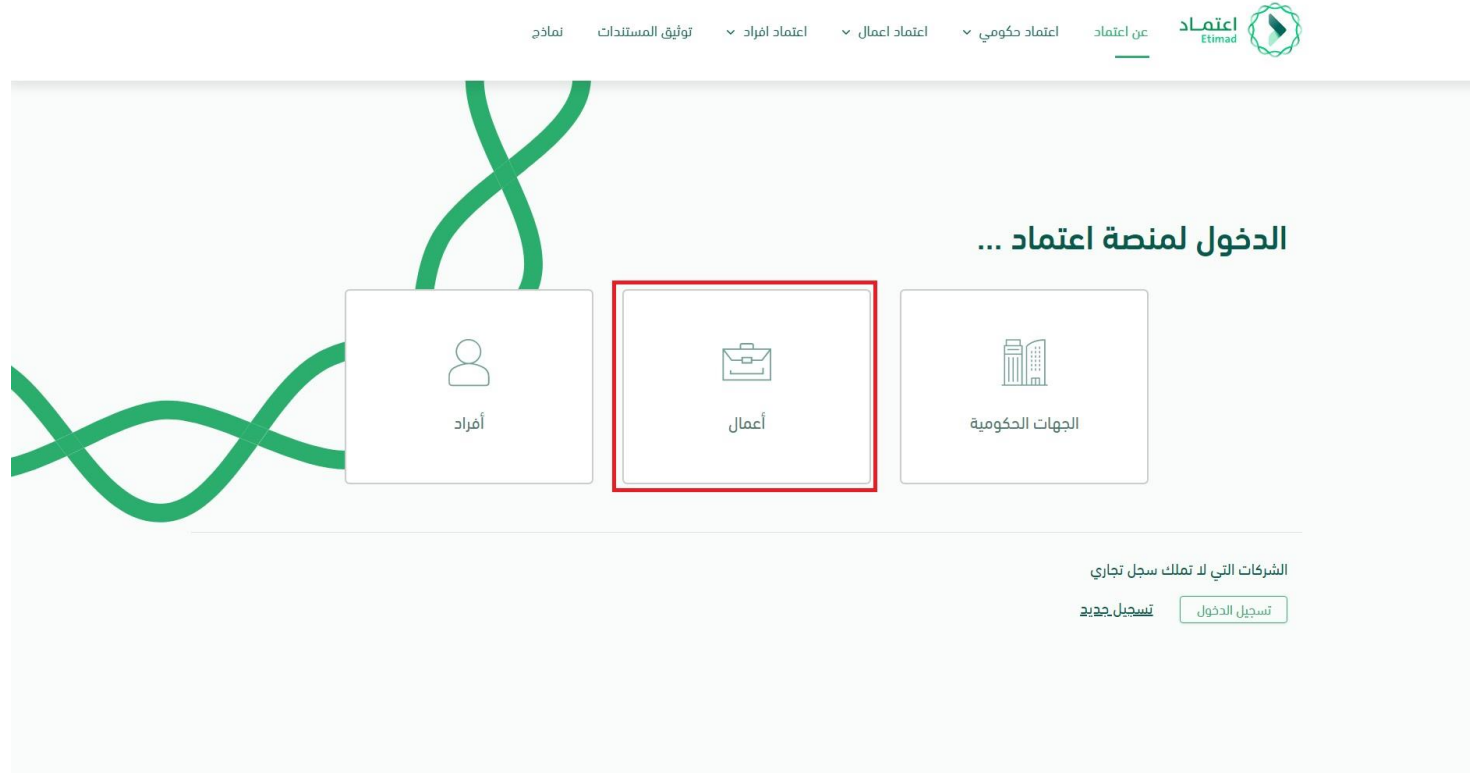 اعتمـاد
Etimad
عن اعتماد
اعتماد حكومي
اعتماد اعمال
اعتماد افراد
توثيق المستندات
نماذج
الدخول لمنصة اعتماد ...
الجهات الحكومية
أعمال
أفراد
الشركات التي لا تملك سجل تجاري
تسجيل الدخول
تسجيل جديد